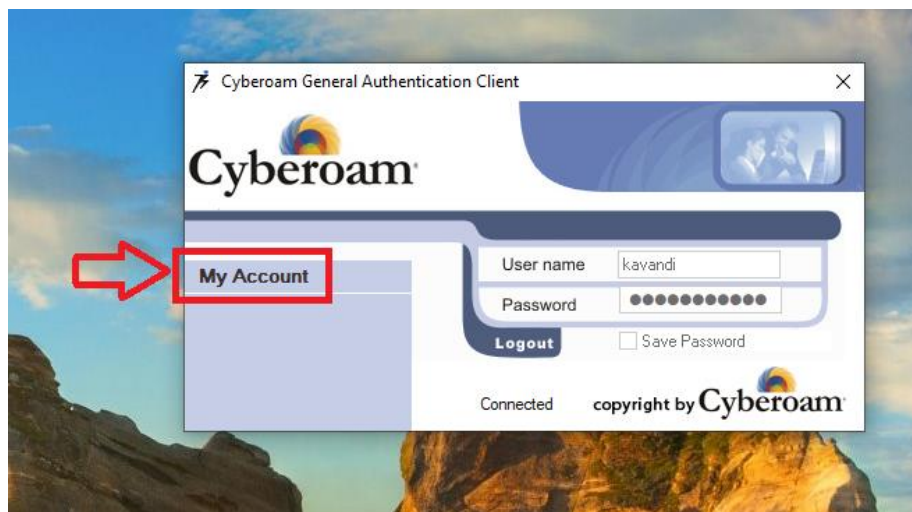 Cyberoam General Authentication Client
Cyberoam
My Account
User name kavandi
Password
Logout Save Password
Connected copyright by Cyberoam